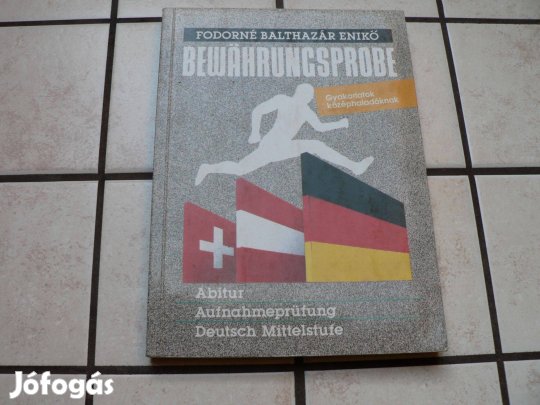 FODORNÉ BALTHAZÁR ENIKŐ
BEWÄHRUNGSPROBE
Gyakorlatok
középhaladóknak
Abitur
Aufnahmeprüfung
Deutsch Mittelstufe
Jófogás